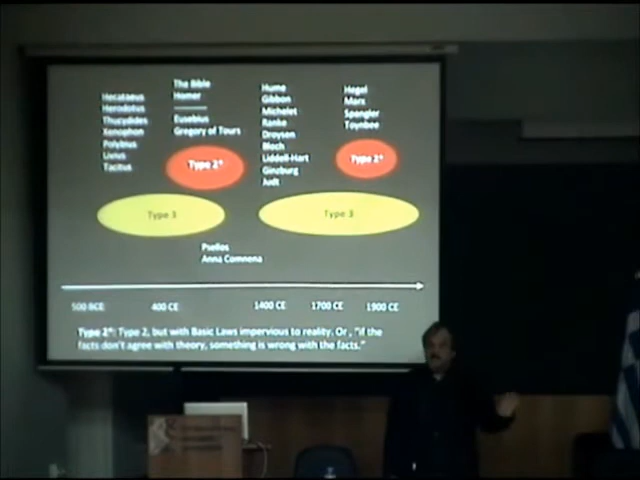 Hecataeus
Herodotus
Thucydides
Xenophon
Polybius
Livius
Tacitus
The Bible
Homer
Eusebius
Gregory of Tours
Hume
Gibbon
Michelet
Ranke
Droysen
Bloch
Liddell-Hart
Ginzburg
Judt
Hegel
Marx
Spengler
Toynbee
Type 2*
Type 2*
Type 3
Type 3
Psellos
Anna Comnena
500 BCE
400 CE
1400 CE
1700 CE
1900 CE
Type 2*: Type 2, but with Basic Laws impervious to reality. Or , "if the
facts don't agree with theory, something is wrong with the facts."